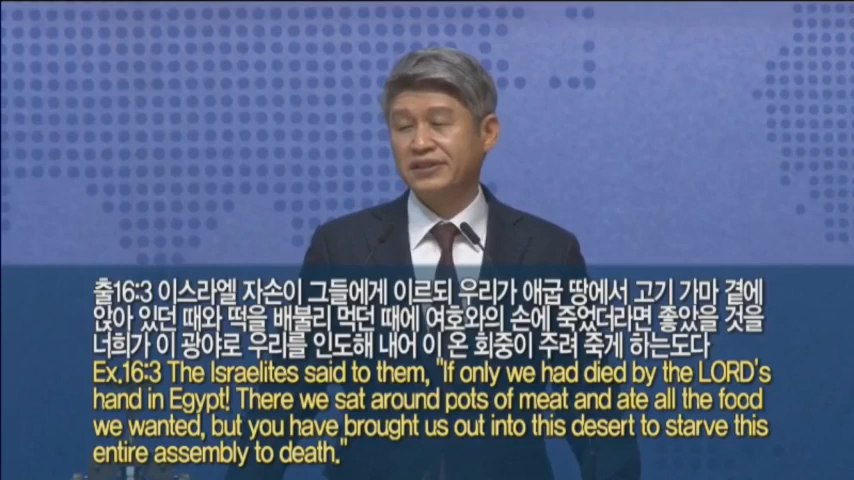 출16:3 이스라엘 자손이 그들에게 이르되 우리가 애굽 땅에서 고기 가마 곁에
앉아 있던 때와 떡을 배불리 먹던 때에 여호와의 손에 죽었더라면 좋았을 것을
너희가 이 광야로 우리를 인도해 내어 이 온 회중이 주려 죽게 하는도다
Ex.16:3 The Israelites said to them, "If only we had died by the LORD's
hand in Egypt! There we sat around pots of meat and ate all the food
we wanted, but you have brought us out into this desert to starve this
entire assembly to death."